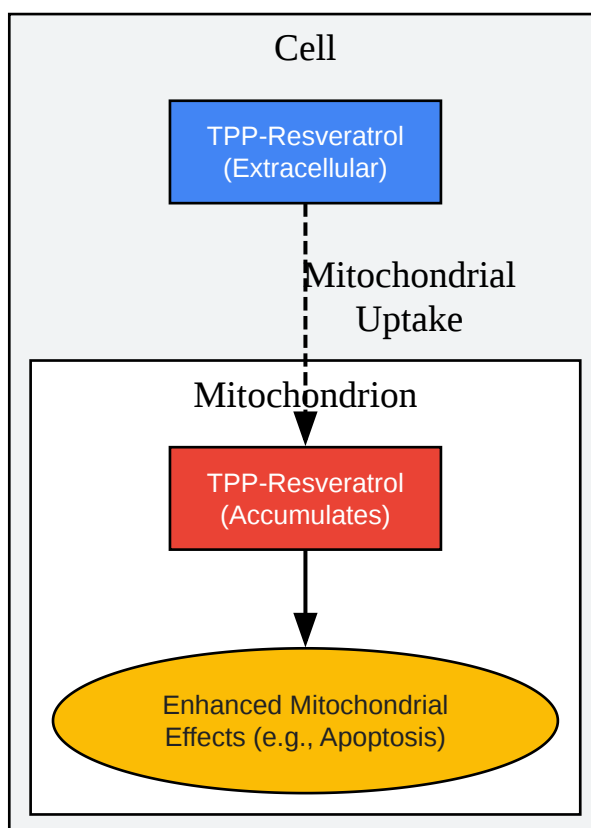 Cell
TPP-Resveratrol
(Extracellular)
Mitochondrial
Uptake
Mitochondrion
TPP-Resveratrol
(Accumulates)
Enhanced Mitochondrial
Effects (e.g., Apoptosis)